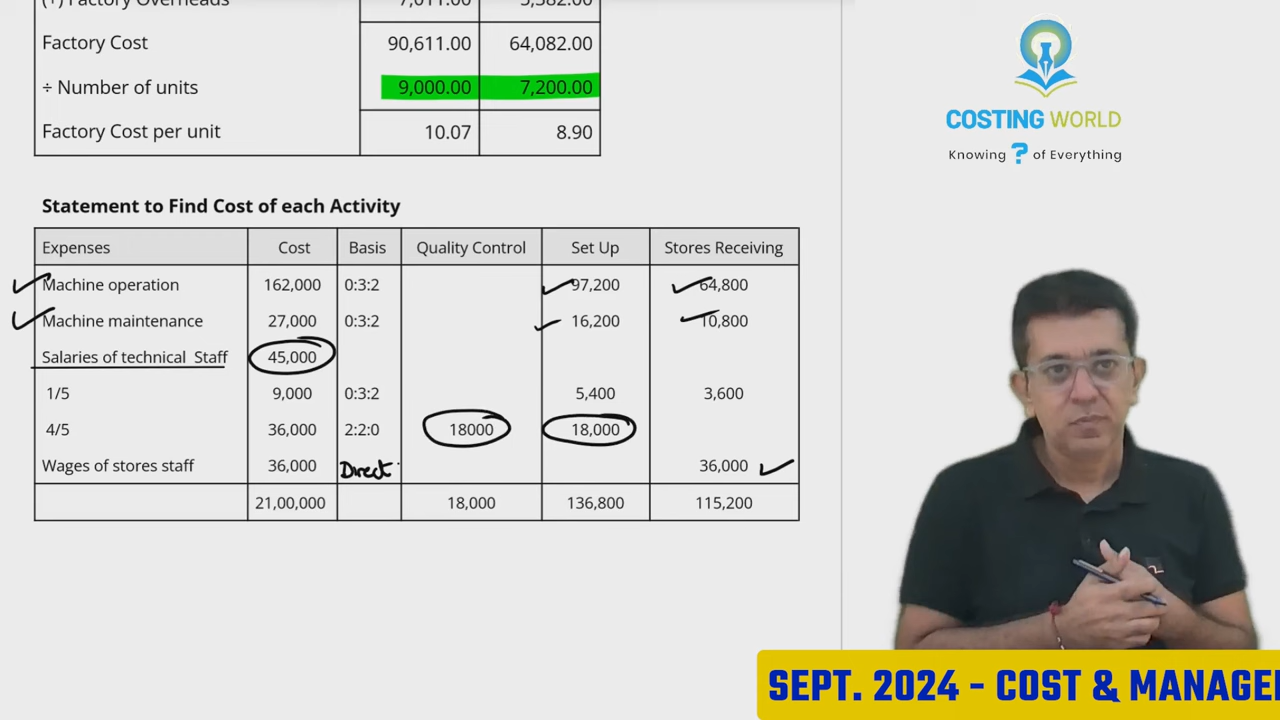 Factory Cost 90,611.00 64,082.00
÷ Number of units 9,000.00 7,200.00
Factory Cost per unit 10.07 8.90
Statement to Find Cost of each Activity
Expenses Cost Basis Quality Control Set Up Stores Receiving
Machine operation 162,000 0:3:2 97,200 64,800
Machine maintenance 27,000 0:3:2 16,200 10,800
Salaries of technical Staff 45,000
1/5 9,000 0:3:2 5,400 3,600
4/5 36,000 2:2:0 18000 18,000
Wages of stores staff 36,000 Direct 36,000
21,00,000 18,000 136,800 115,200
COSTING WORLD
Knowing ? of Everything
SEPT. 2024 - COST &